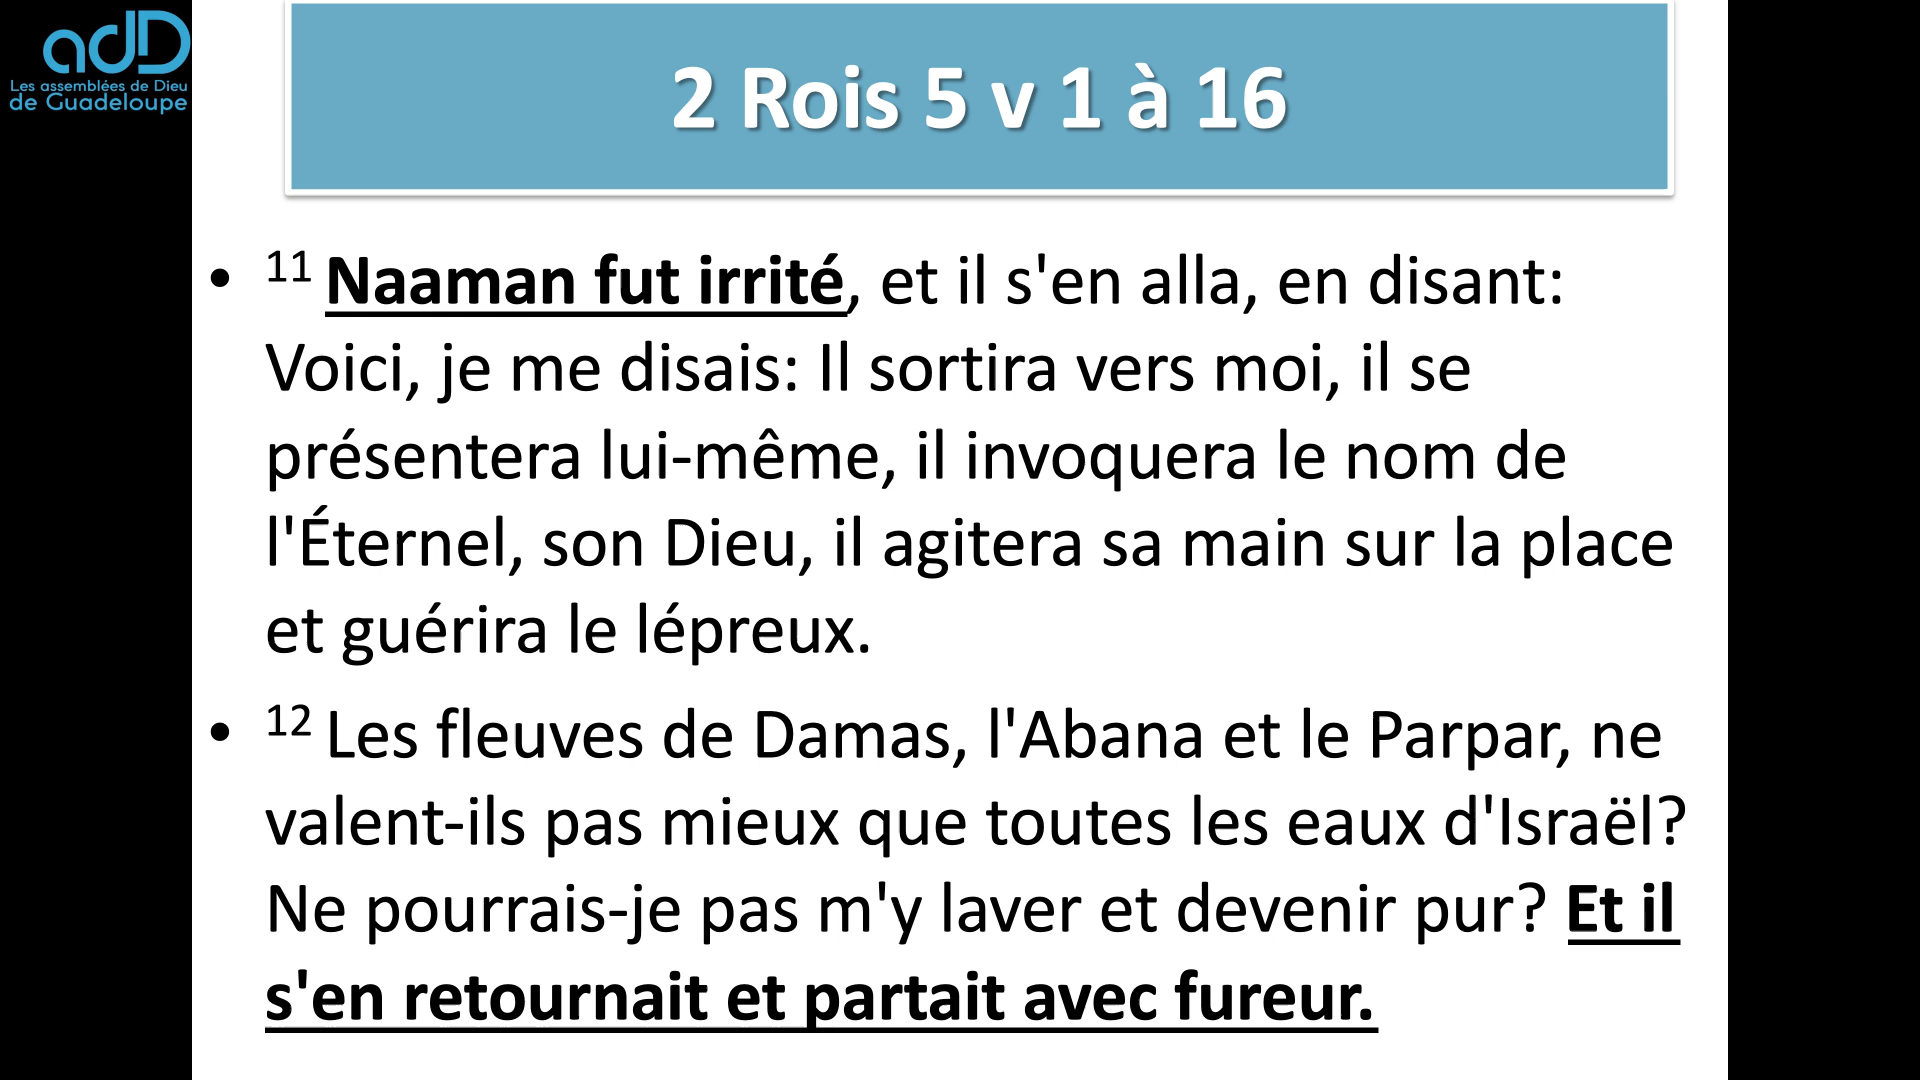 adD
Les assemblées de Dieu
de Guadeloupe
2 Rois 5 v 1 à 16
• 11 Naaman fut irrité, et il s'en alla, en disant:
Voici, je me disais: Il sortira vers moi, il se
présentera lui-même, il invoquera le nom de
l'Éternel, son Dieu, il agitera sa main sur la place
et guérira le lépreux.
• 12 Les fleuves de Damas, l'Abana et le Parpar, ne
valent-ils pas mieux que toutes les eaux d'Israël?
Ne pourrais-je pas m'y laver et devenir pur? Et il
s'en retournait et partait avec fureur.